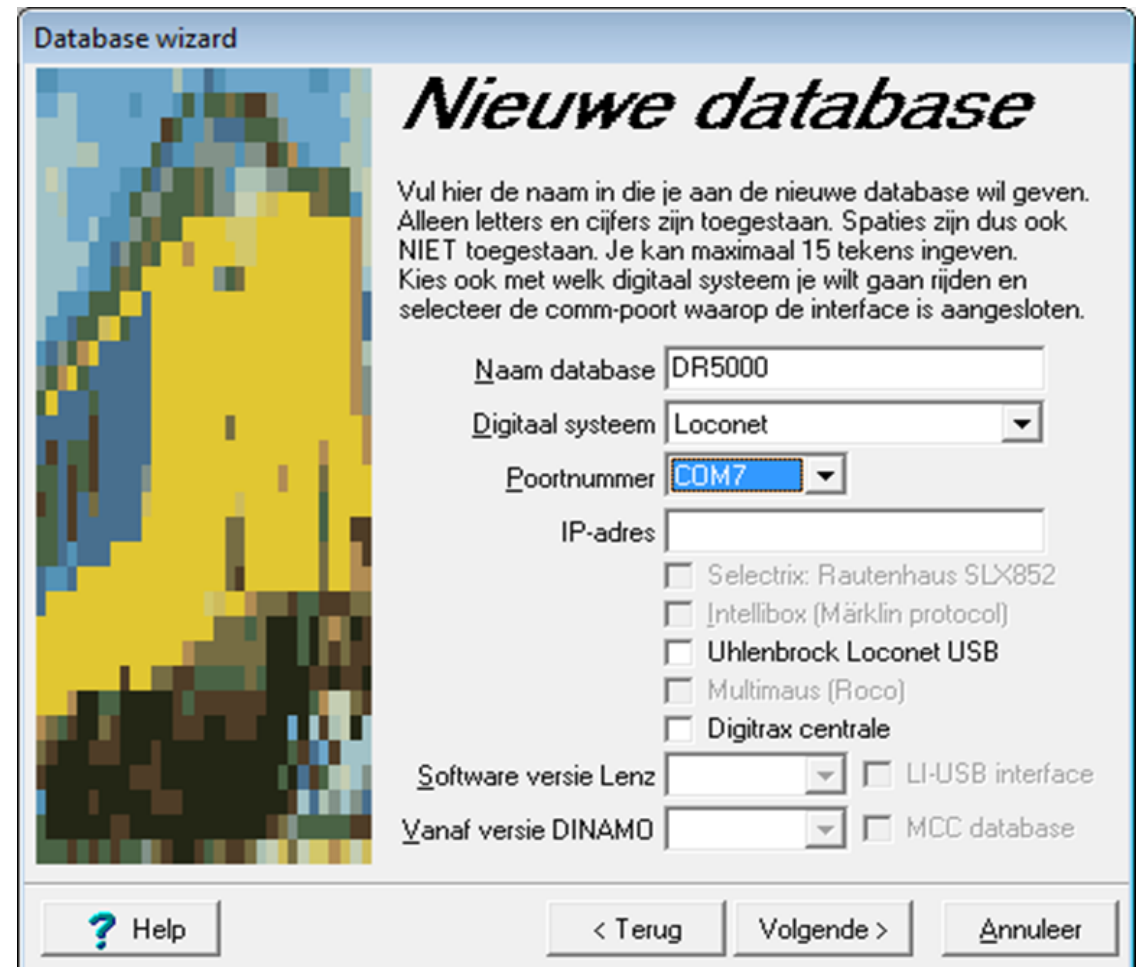 Database wizard
Nieuwe database
Vul hier de naam in die je aan de nieuwe database wil geven.
Alleen letters en cijfers zijn toegestaan. Spaties zijn dus ook
NIET toegestaan. Je kan maximaal 15 tekens ingeven.
Kies ook met welk digitaal systeem je wilt gaan rijden en
selecteer de comm-poort waarop de interface is aangesloten.
Naam database DR5000
Digitaal systeem Loconet
Poortnummer COM7
IP-adres
Selectrix: Rautenhaus SLX852
Intellibox (Märklin protocol)
Uhlenbrock Loconet USB
Multimaus (Roco)
Digitrax centrale
Software versie Lenz LI-USB interface
Vanaf versie DINAMO MCC database
? Help < Terug Volgende > Annuleer